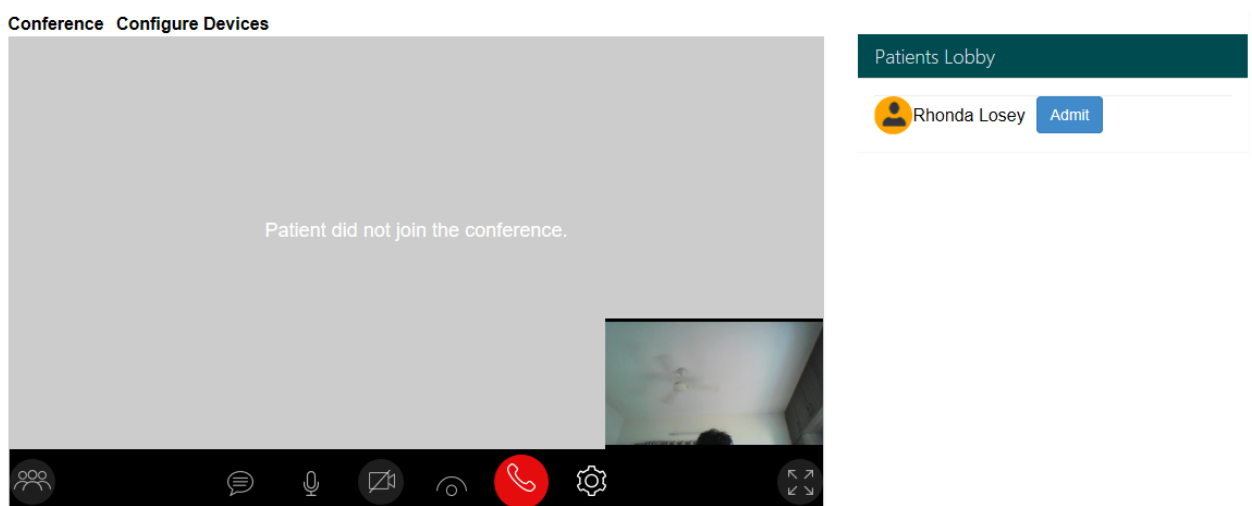 Conference Configure Devices
Patient did not join the conference.
Patients Lobby
Rhonda Losey Admit